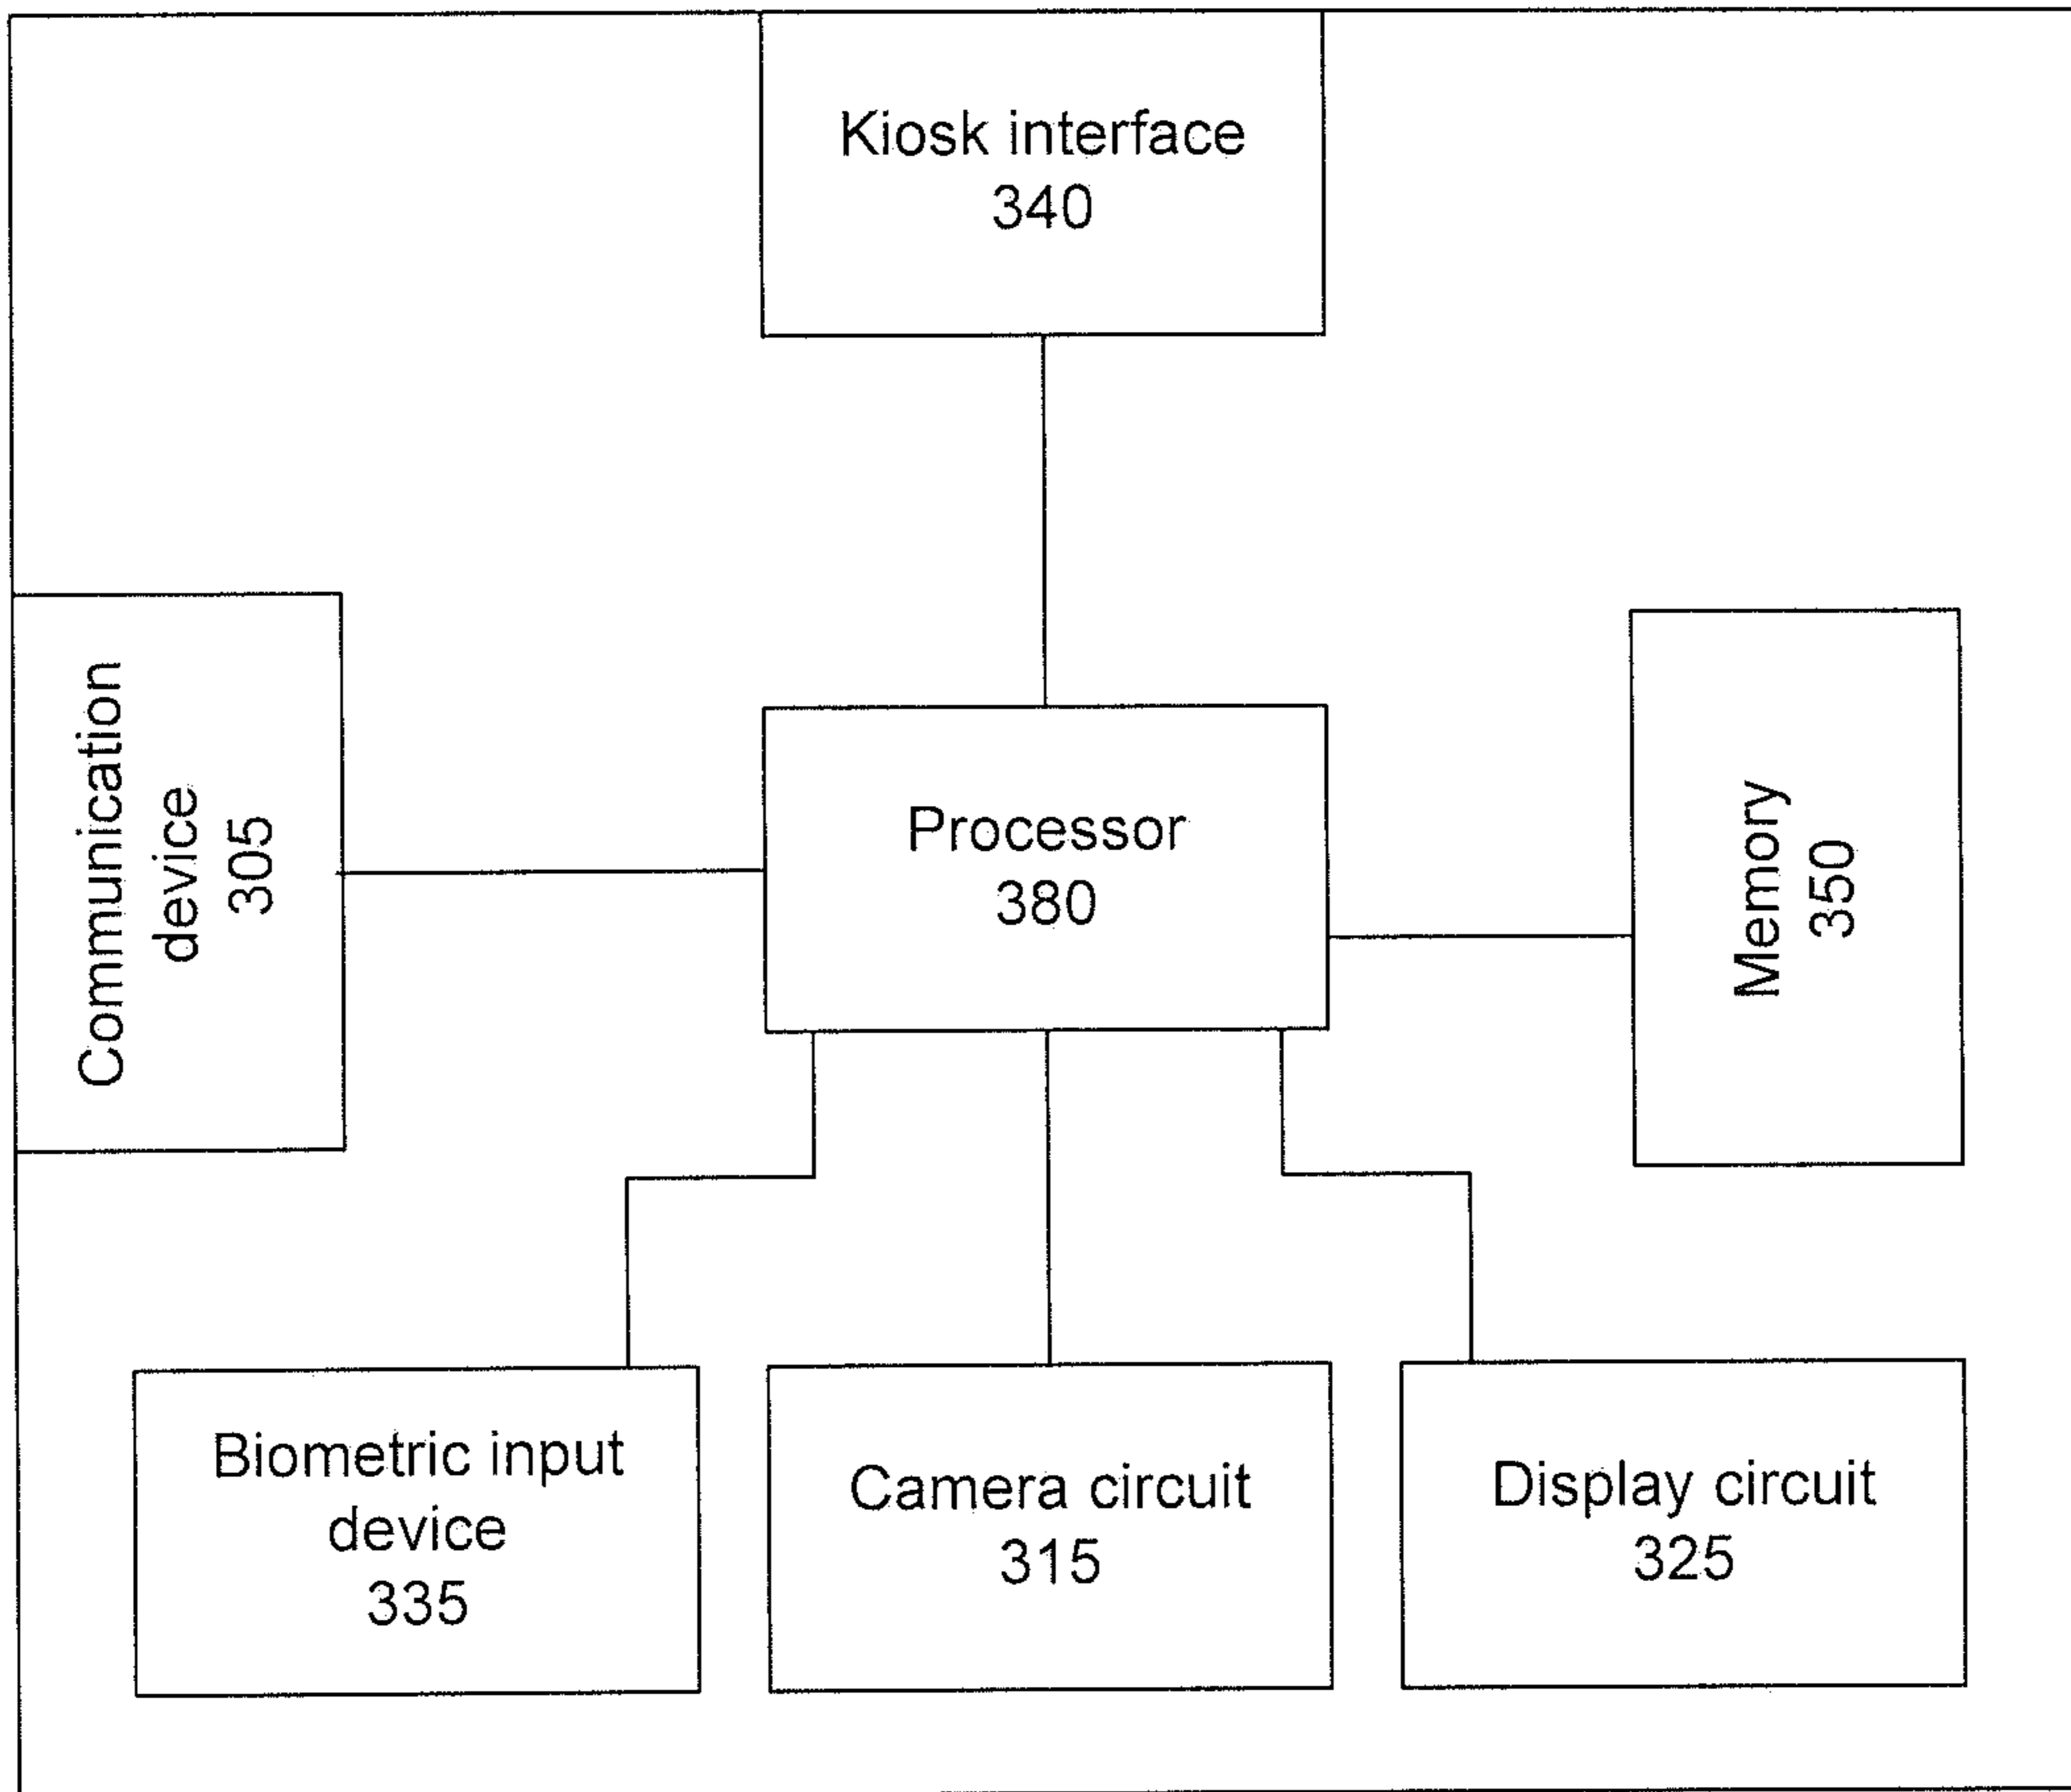 Kiosk interface
340
Communication
device
305
Processor
380
Memory
350
Biometric input
device
335
Camera circuit
315
Display circuit
325